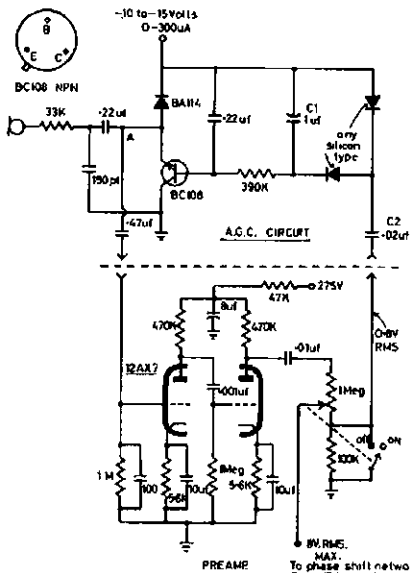 -10 to -15 Volts
0-300uA
B
E
C
BC108 NPN
33K
·22uf
A
BA114
·22uf
C1
1uf
any
silicon
type
150pf
BC108
390K
·47uf
A.G.C. CIRCUIT
C2
·02uf
47K
275V
8uf
470K
470K
·01uf
0-8V
RMS
12AX7
·001uf
1Meg
off
ON
1M
100
5·6K
10uf
1Meg
5·6K
10uf
100K
8V.RMS.
MAX.
PREAMP.
To phase shift netwo